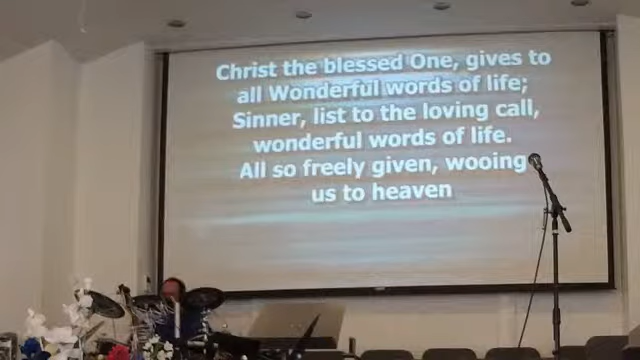 Christ the blessed One, gives to
all Wonderful words of life;
Sinner, list to the loving call,
wonderful words of life.
All so freely given, wooing
us to heaven